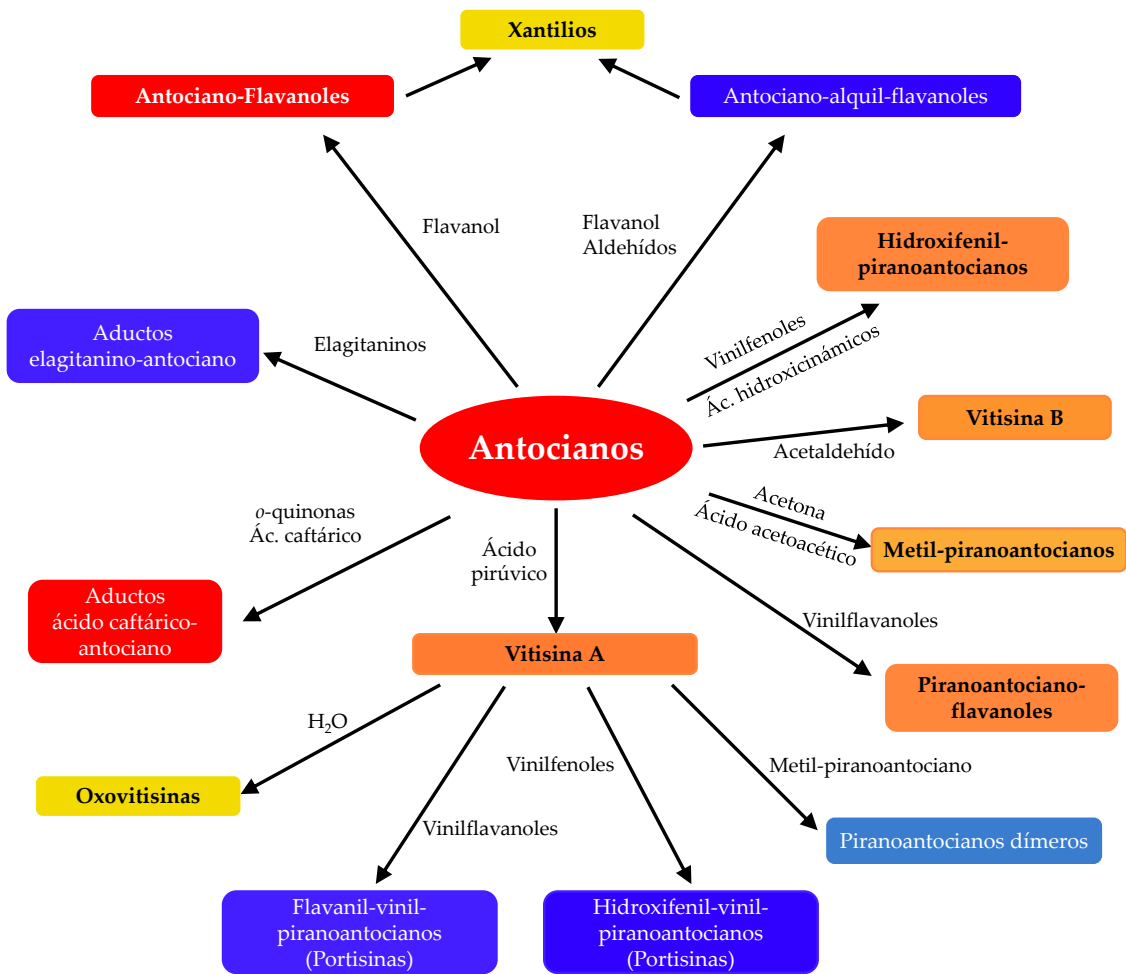 Xantilios
Antociano-Flavanoles
Antociano-alquil-flavanoles
Flavanol
Flavanol
Aldehídos
Hidroxifenil-
piranoantocianos
Aductos
elagitanino-antociano
Elagitaninos
Vinilfenoles
Ác. hidroxicinámicos
Antocianos
Vitisina B
Acetaldehído
o-quinonas
Ác. caftárico
Ácido
pirúvico
Acetona
Ácido acetoacético
Metil-piranoantocianos
Aductos
ácido caftárico-
antociano
Vinilflavanoles
Vitisina A
Piranoantociano-
flavanoles
H₂O
Vinilfenoles
Metil-piranoantociano
Oxovitisinas
Vinilflavanoles
Piranoantocianos dímeros
Flavanil-vinil-
piranoantocianos
(Portisinas)
Hidroxifenil-vinil-
piranoantocianos
(Portisinas)